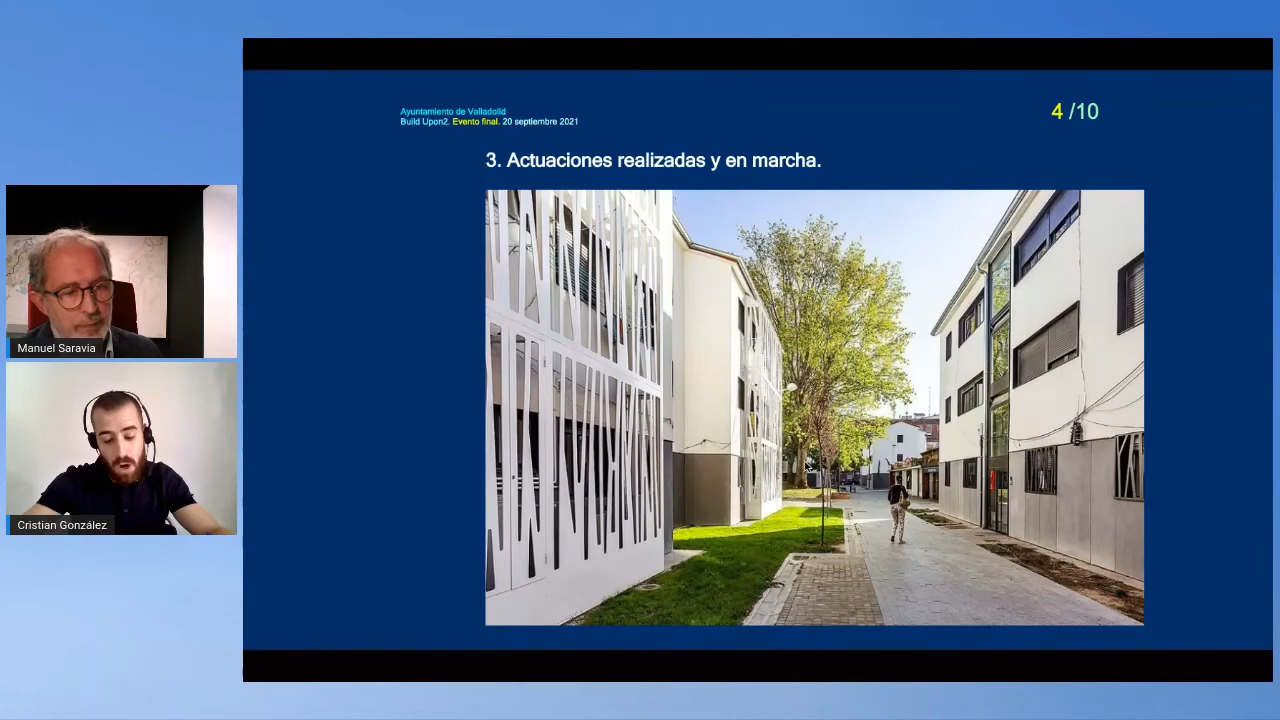 Ayuntamiento de Valladolid
Build Upon2. Evento final. 20 septiembre 2021
4 /10
3. Actuaciones realizadas y en marcha.
Manuel Saravia
Cristian González